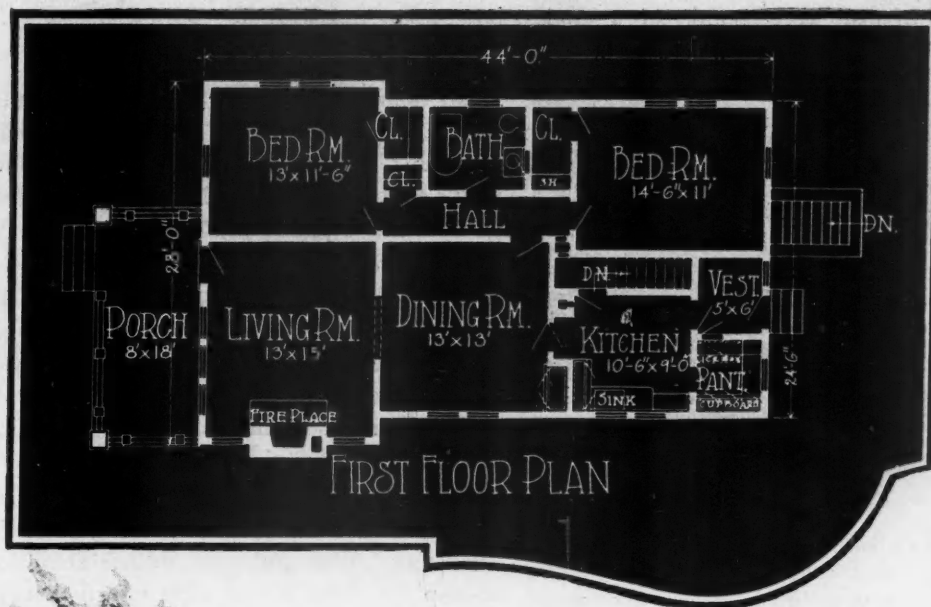 44'-0"
BED RM.
13' x 11'-6"
CL.
CL.
BATH
CL.
SH.
BED RM.
14'-6" x 11'
HALL
DN.
28'-0"
DN.
VEST.
5' x 6'
PORCH
8' x 18'
LIVING RM.
13' x 15'
DINING RM.
13' x 13'
KITCHEN
10'-6" x 9'-0
24'-6"
PANT.
CUPBOARD
SINK
FIRE PLACE
FIRST FLOOR PLAN